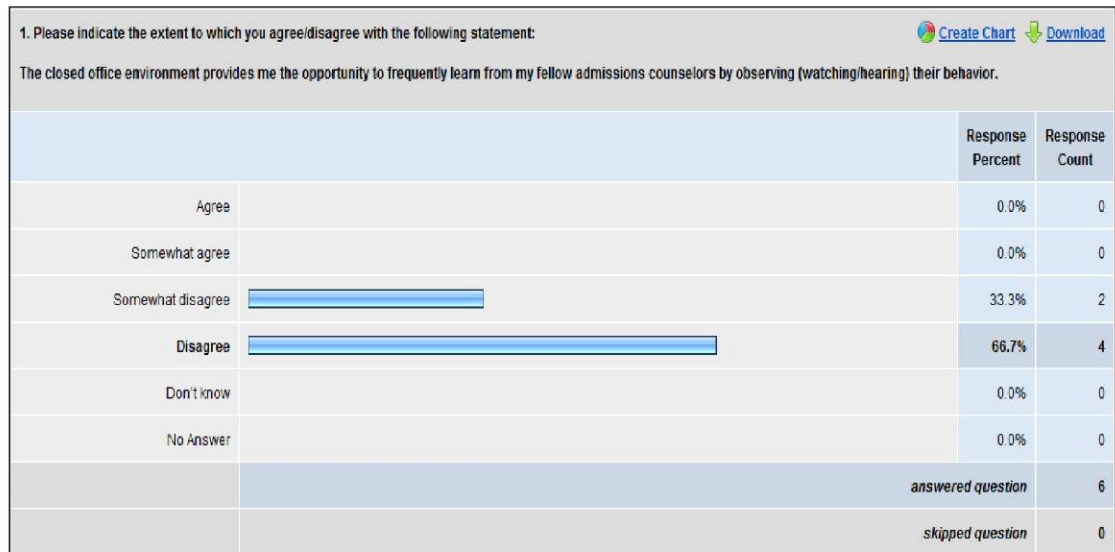 1. Please indicate the extent to which you agree/disagree with the following statement: Create Chart Download
The closed office environment provides me the opportunity to frequently learn from my fellow admissions counselors by observing (watching/hearing) their behavior.
Response Percent Response Count
Agree 0.0% 0
Somewhat agree 0.0% 0
Somewhat disagree 33.3% 2
Disagree 66.7% 4
Don't know 0.0% 0
No Answer 0.0% 0
answered question 6
skipped question 0